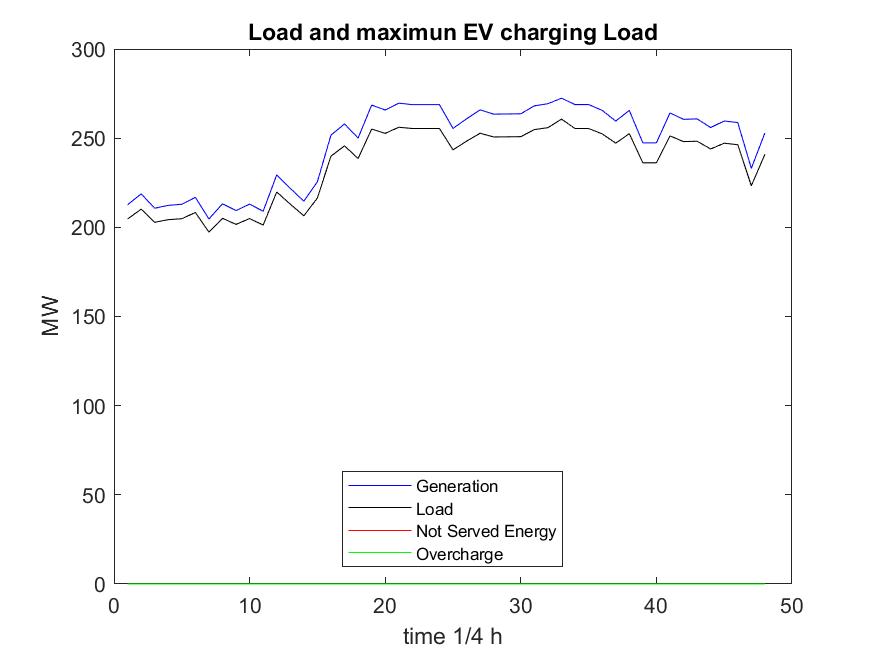 Load and maximun EV charging Load
300
250
200
150
100
50
0
MW
Generation
Load
Not Served Energy
Overcharge
0 10 20 30 40 50
time 1/4 h